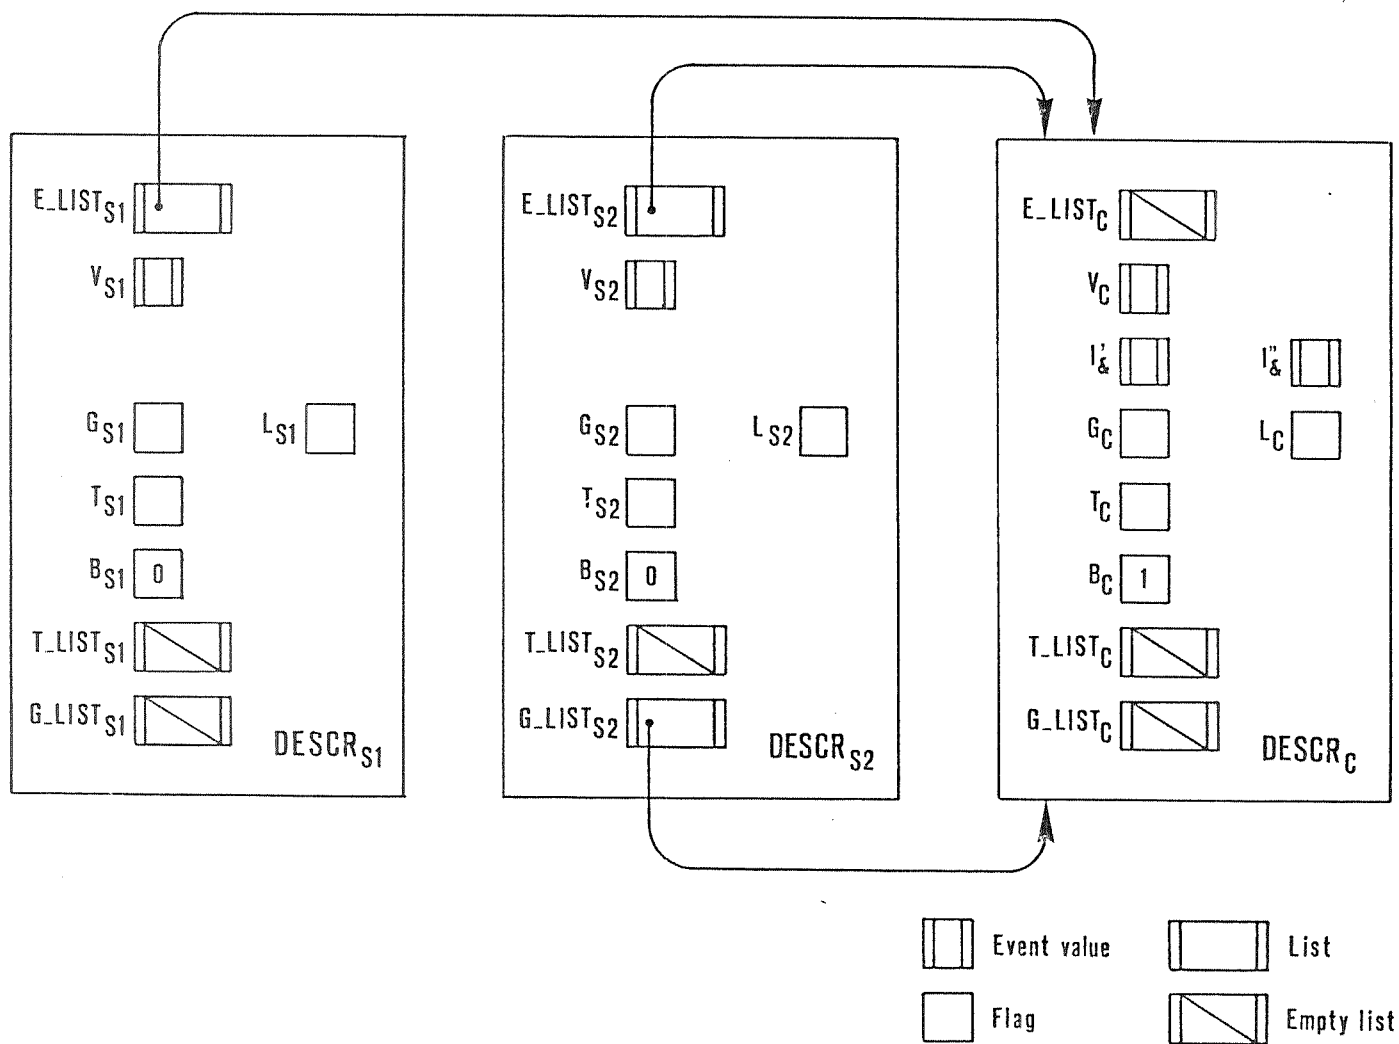 E_LIST_S1
V_S1
G_S1
L_S1
T_S1
B_S1 0
T_LIST_S1
G_LIST_S1
DESCR_S1
E_LIST_S2
V_S2
G_S2
L_S2
T_S2
B_S2 0
T_LIST_S2
G_LIST_S2
DESCR_S2
E_LIST_C
V_C
I'_&
I"_&
G_C
L_C
T_C
B_C 1
T_LIST_C
G_LIST_C
DESCR_C
Event value
List
Flag
Empty list